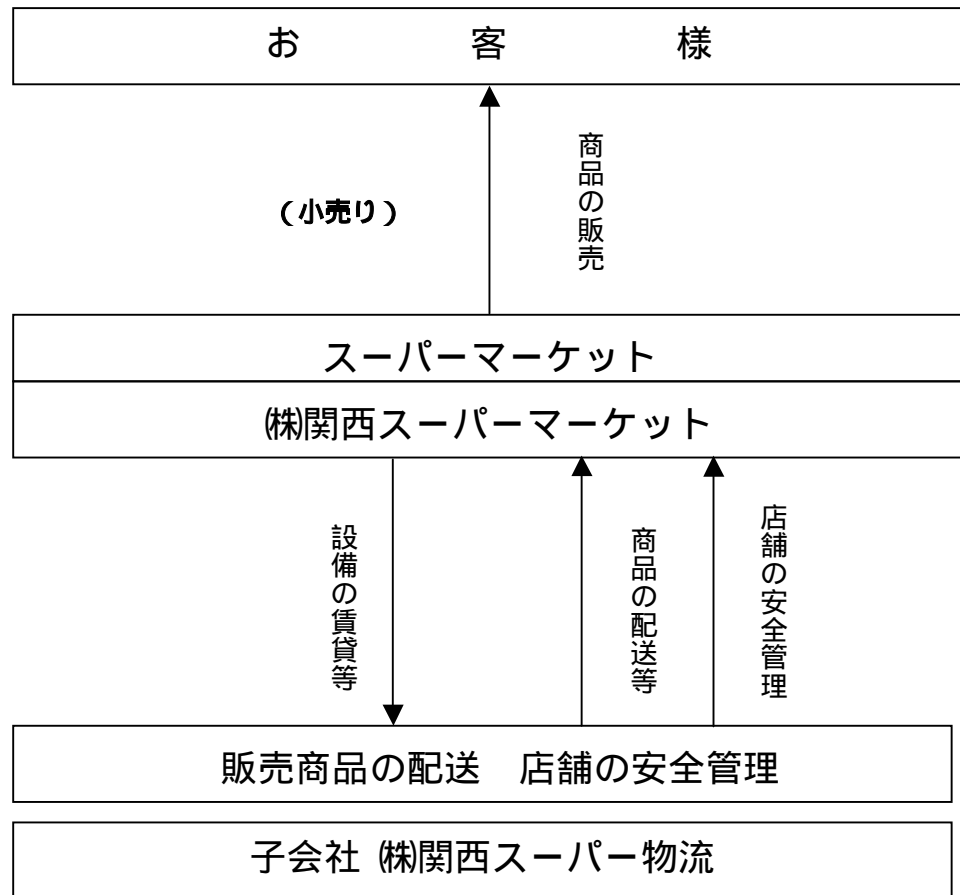 お客様
商品の販売
（小売り）
スーパーマーケット
㈱関西スーパーマーケット
設備の賃貸等
商品の配送等
店舗の安全管理
販売商品の配送　店舗の安全管理
子会社 ㈱関西スーパー物流